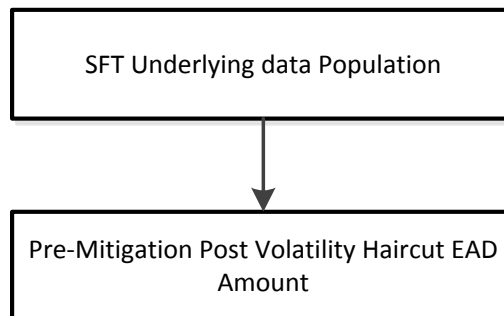 SFT Underlying data Population
Pre-Mitigation Post Volatility Haircut EAD
Amount